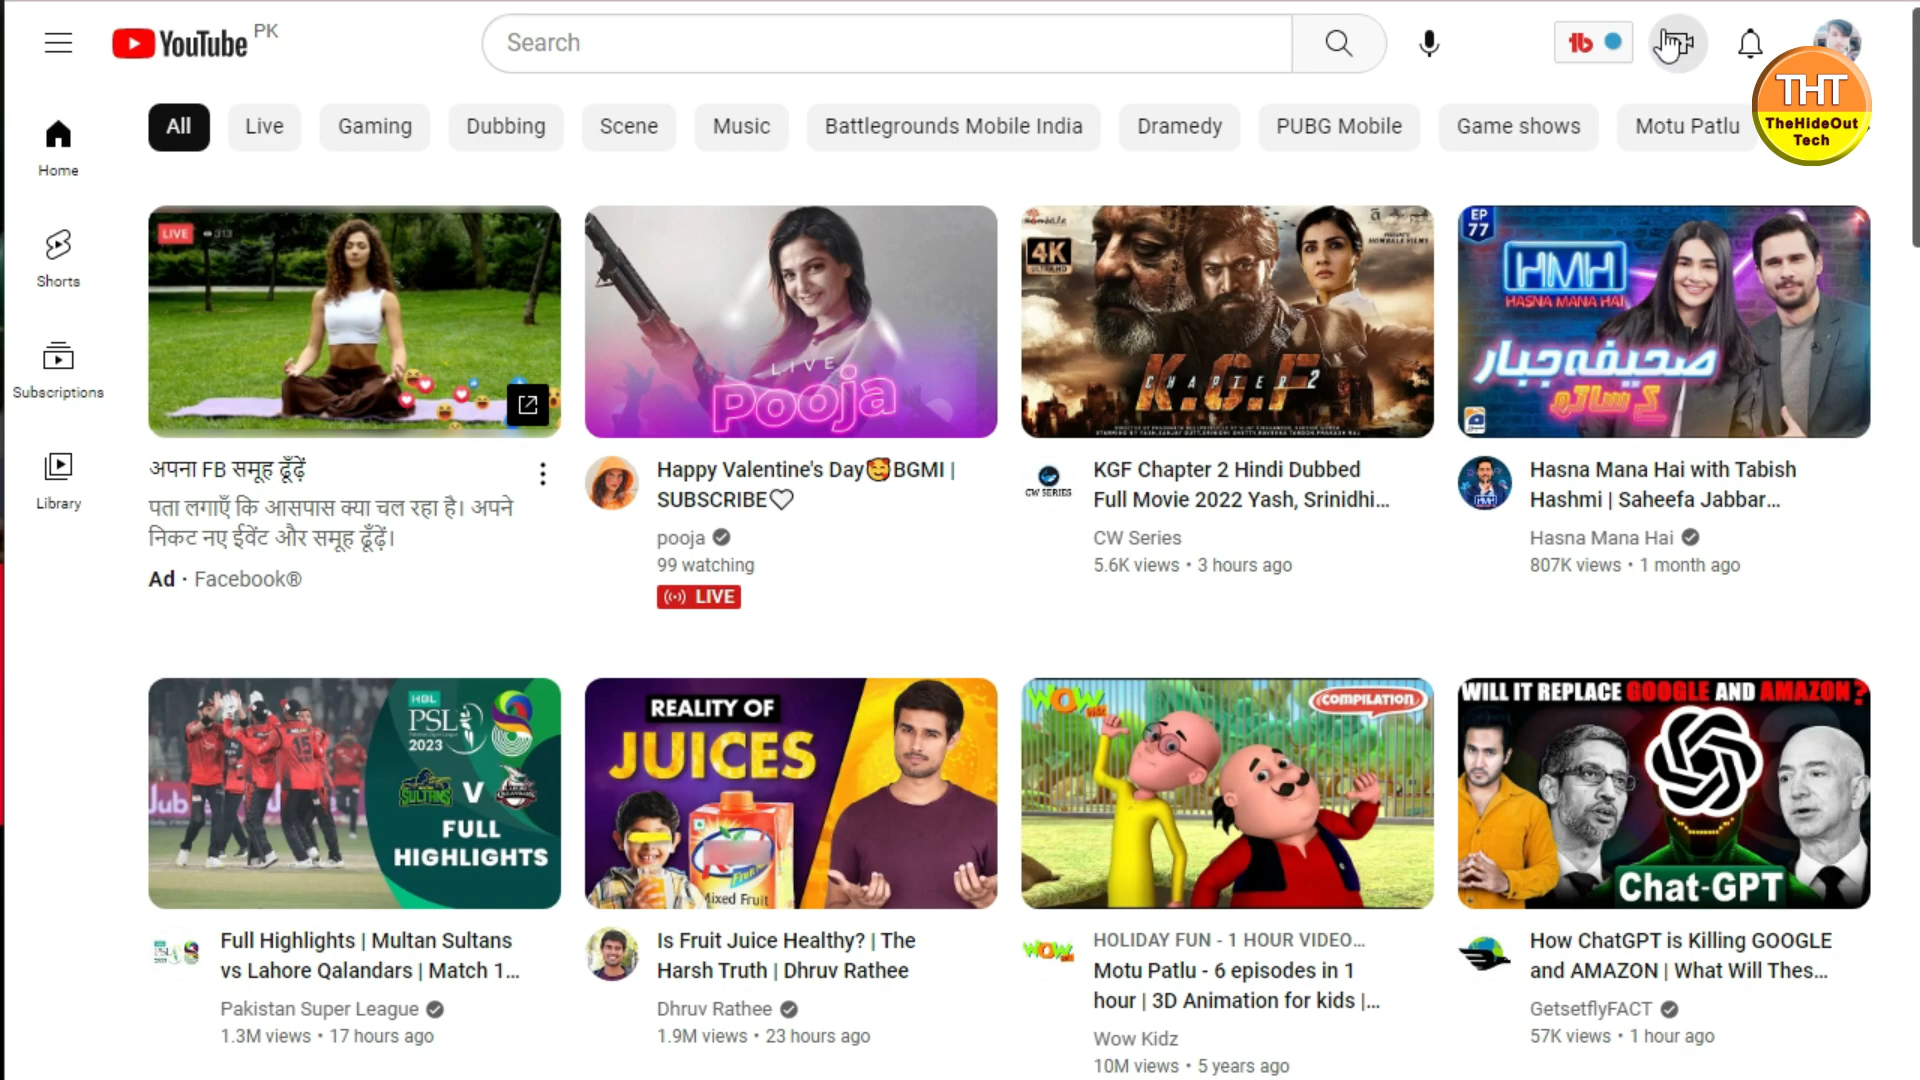 YouTube PK
Search
THT
TheHideOut
Tech
All
Live
Gaming
Dubbing
Scene
Music
Battlegrounds Mobile India
Dramedy
PUBG Mobile
Game shows
Motu Patlu
Home
Shorts
Subscriptions
Library
LIVE 313
LIVE
Pooja
4K
ULTRA HD
K.G.F
CHAPTER 2
EP
77
HMH
HASNA MANA HAI
صحیفہ جبار
کے ساتھ
अपना FB समूह ढूँढ़ें
पता लगाएँ कि आसपास क्या चल रहा है। अपने
निकट नए ईवेंट और समूह ढूँढ़ें।
Ad · Facebook®
Happy Valentine's Day🥰BGMI |
SUBSCRIBE♡
pooja
99 watching
LIVE
CW SERIES
KGF Chapter 2 Hindi Dubbed
Full Movie 2022 Yash, Srinidhi...
CW Series
5.6K views • 3 hours ago
Hasna Mana Hai with Tabish
Hashmi | Saheefa Jabbar...
Hasna Mana Hai
807K views • 1 month ago
HBL
PSL
2023
SULTANS V QALANDARS
FULL
HIGHLIGHTS
REALITY OF
JUICES
Mixed Fruit
WOW
COMPILATION
WILL IT REPLACE GOOGLE AND AMAZON ?
Chat-GPT
Full Highlights | Multan Sultans
vs Lahore Qalandars | Match 1...
Pakistan Super League
1.3M views • 17 hours ago
Is Fruit Juice Healthy? | The
Harsh Truth | Dhruv Rathee
Dhruv Rathee
1.9M views • 23 hours ago
HOLIDAY FUN - 1 HOUR VIDEO...
Motu Patlu - 6 episodes in 1
hour | 3D Animation for kids |...
Wow Kidz
10M views • 5 years ago
How ChatGPT is Killing GOOGLE
and AMAZON | What Will Thes...
GetsetflyFACT
57K views • 1 hour ago